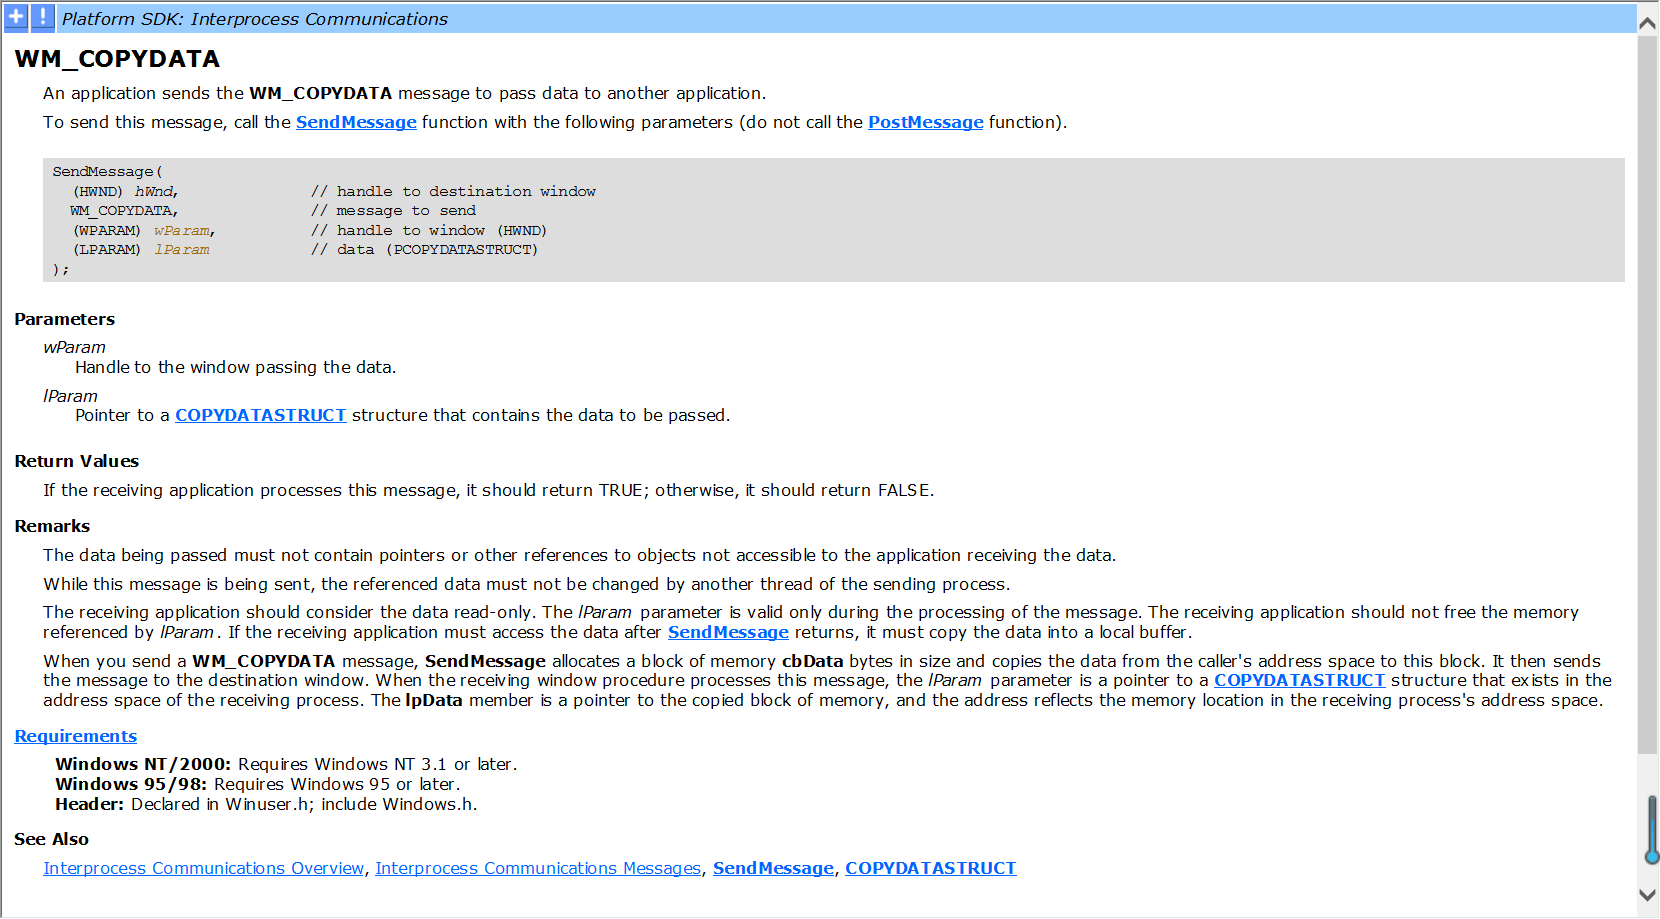 Platform SDK: Interprocess Communications
WM_COPYDATA
An application sends the WM_COPYDATA message to pass data to another application.
To send this message, call the SendMessage function with the following parameters (do not call the PostMessage function).
SendMessage(
(HWND) hWnd, // handle to destination window
WM_COPYDATA, // message to send
(WPARAM) wParam, // handle to window (HWND)
(LPARAM) lParam // data (PCOPYDATASTRUCT)
);
Parameters
wParam
Handle to the window passing the data.
lParam
Pointer to a COPYDATASTRUCT structure that contains the data to be passed.
Return Values
If the receiving application processes this message, it should return TRUE; otherwise, it should return FALSE.
Remarks
The data being passed must not contain pointers or other references to objects not accessible to the application receiving the data.
While this message is being sent, the referenced data must not be changed by another thread of the sending process.
The receiving application should consider the data read-only. The lParam parameter is valid only during the processing of the message. The receiving application should not free the memory
referenced by lParam. If the receiving application must access the data after SendMessage returns, it must copy the data into a local buffer.
When you send a WM_COPYDATA message, SendMessage allocates a block of memory cbData bytes in size and copies the data from the caller's address space to this block. It then sends
the message to the destination window. When the receiving window procedure processes this message, the lParam parameter is a pointer to a COPYDATASTRUCT structure that exists in the
address space of the receiving process. The lpData member is a pointer to the copied block of memory, and the address reflects the memory location in the receiving process's address space.
Requirements
Windows NT/2000: Requires Windows NT 3.1 or later.
Windows 95/98: Requires Windows 95 or later.
Header: Declared in Winuser.h; include Windows.h.
See Also
Interprocess Communications Overview, Interprocess Communications Messages, SendMessage, COPYDATASTRUCT